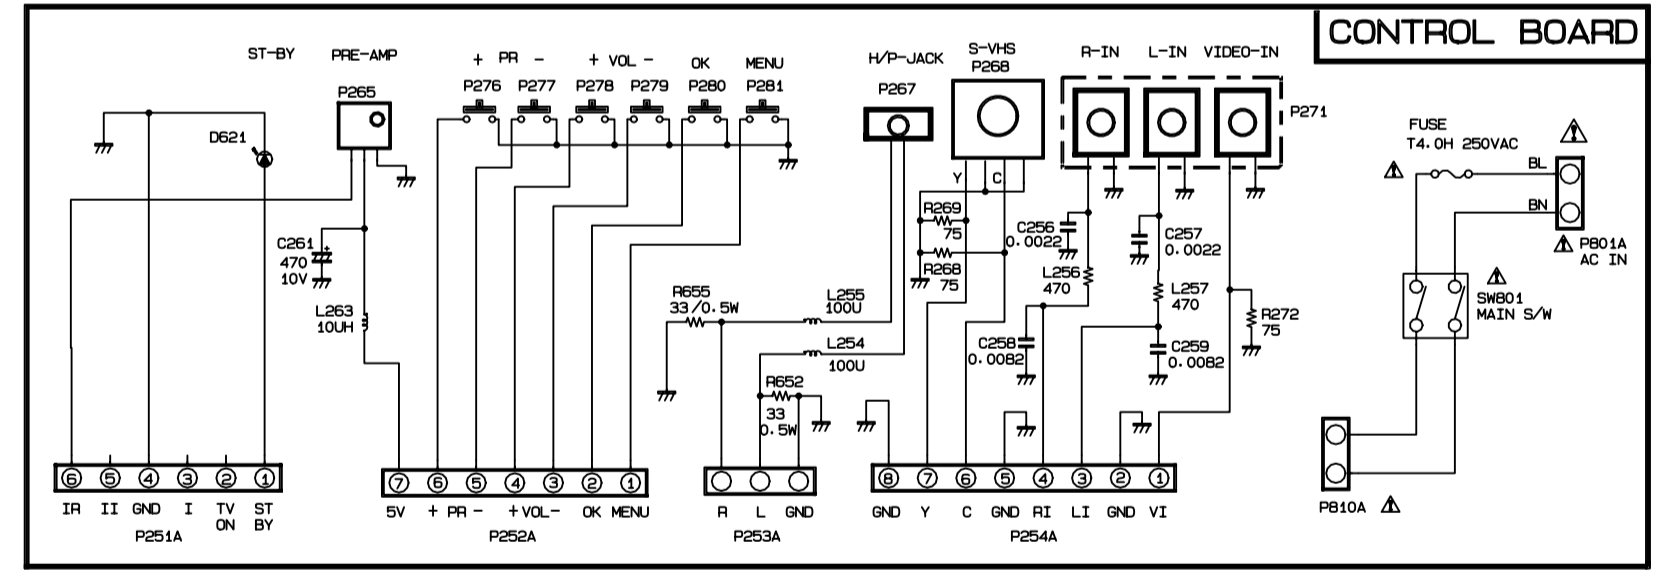 CONTROL BOARD
ST-BY
PRE-AMP
P265
D621
C261
470
10V
+
L263
10UH
+ PR -
P276 P277
+ VOL -
P278 P279
OK
P280
MENU
P281
H/P-JACK
P267
S-VHS
P268
Y C
R269
75
R268
75
R-IN L-IN VIDEO-IN
P271
C256
0.0022
C257
0.0022
L256
470
L257
470
C258
0.0082
C259
0.0082
R272
75
R655
33/0.5W
L255
100U
L254
100U
R652
33
0.5W
FUSE
T4.0H 250VAC
BL
BN
P801A
AC IN
SW801
MAIN S/W
P810A
6 5 4 3 2 1
IR II GND I TV ON ST BY
P251A
7 6 5 4 3 2 1
5V + PR - + VOL - OK MENU
P252A
R L GND
P253A
8 7 6 5 4 3 2 1
GND Y C GND RI LI GND VI
P254A